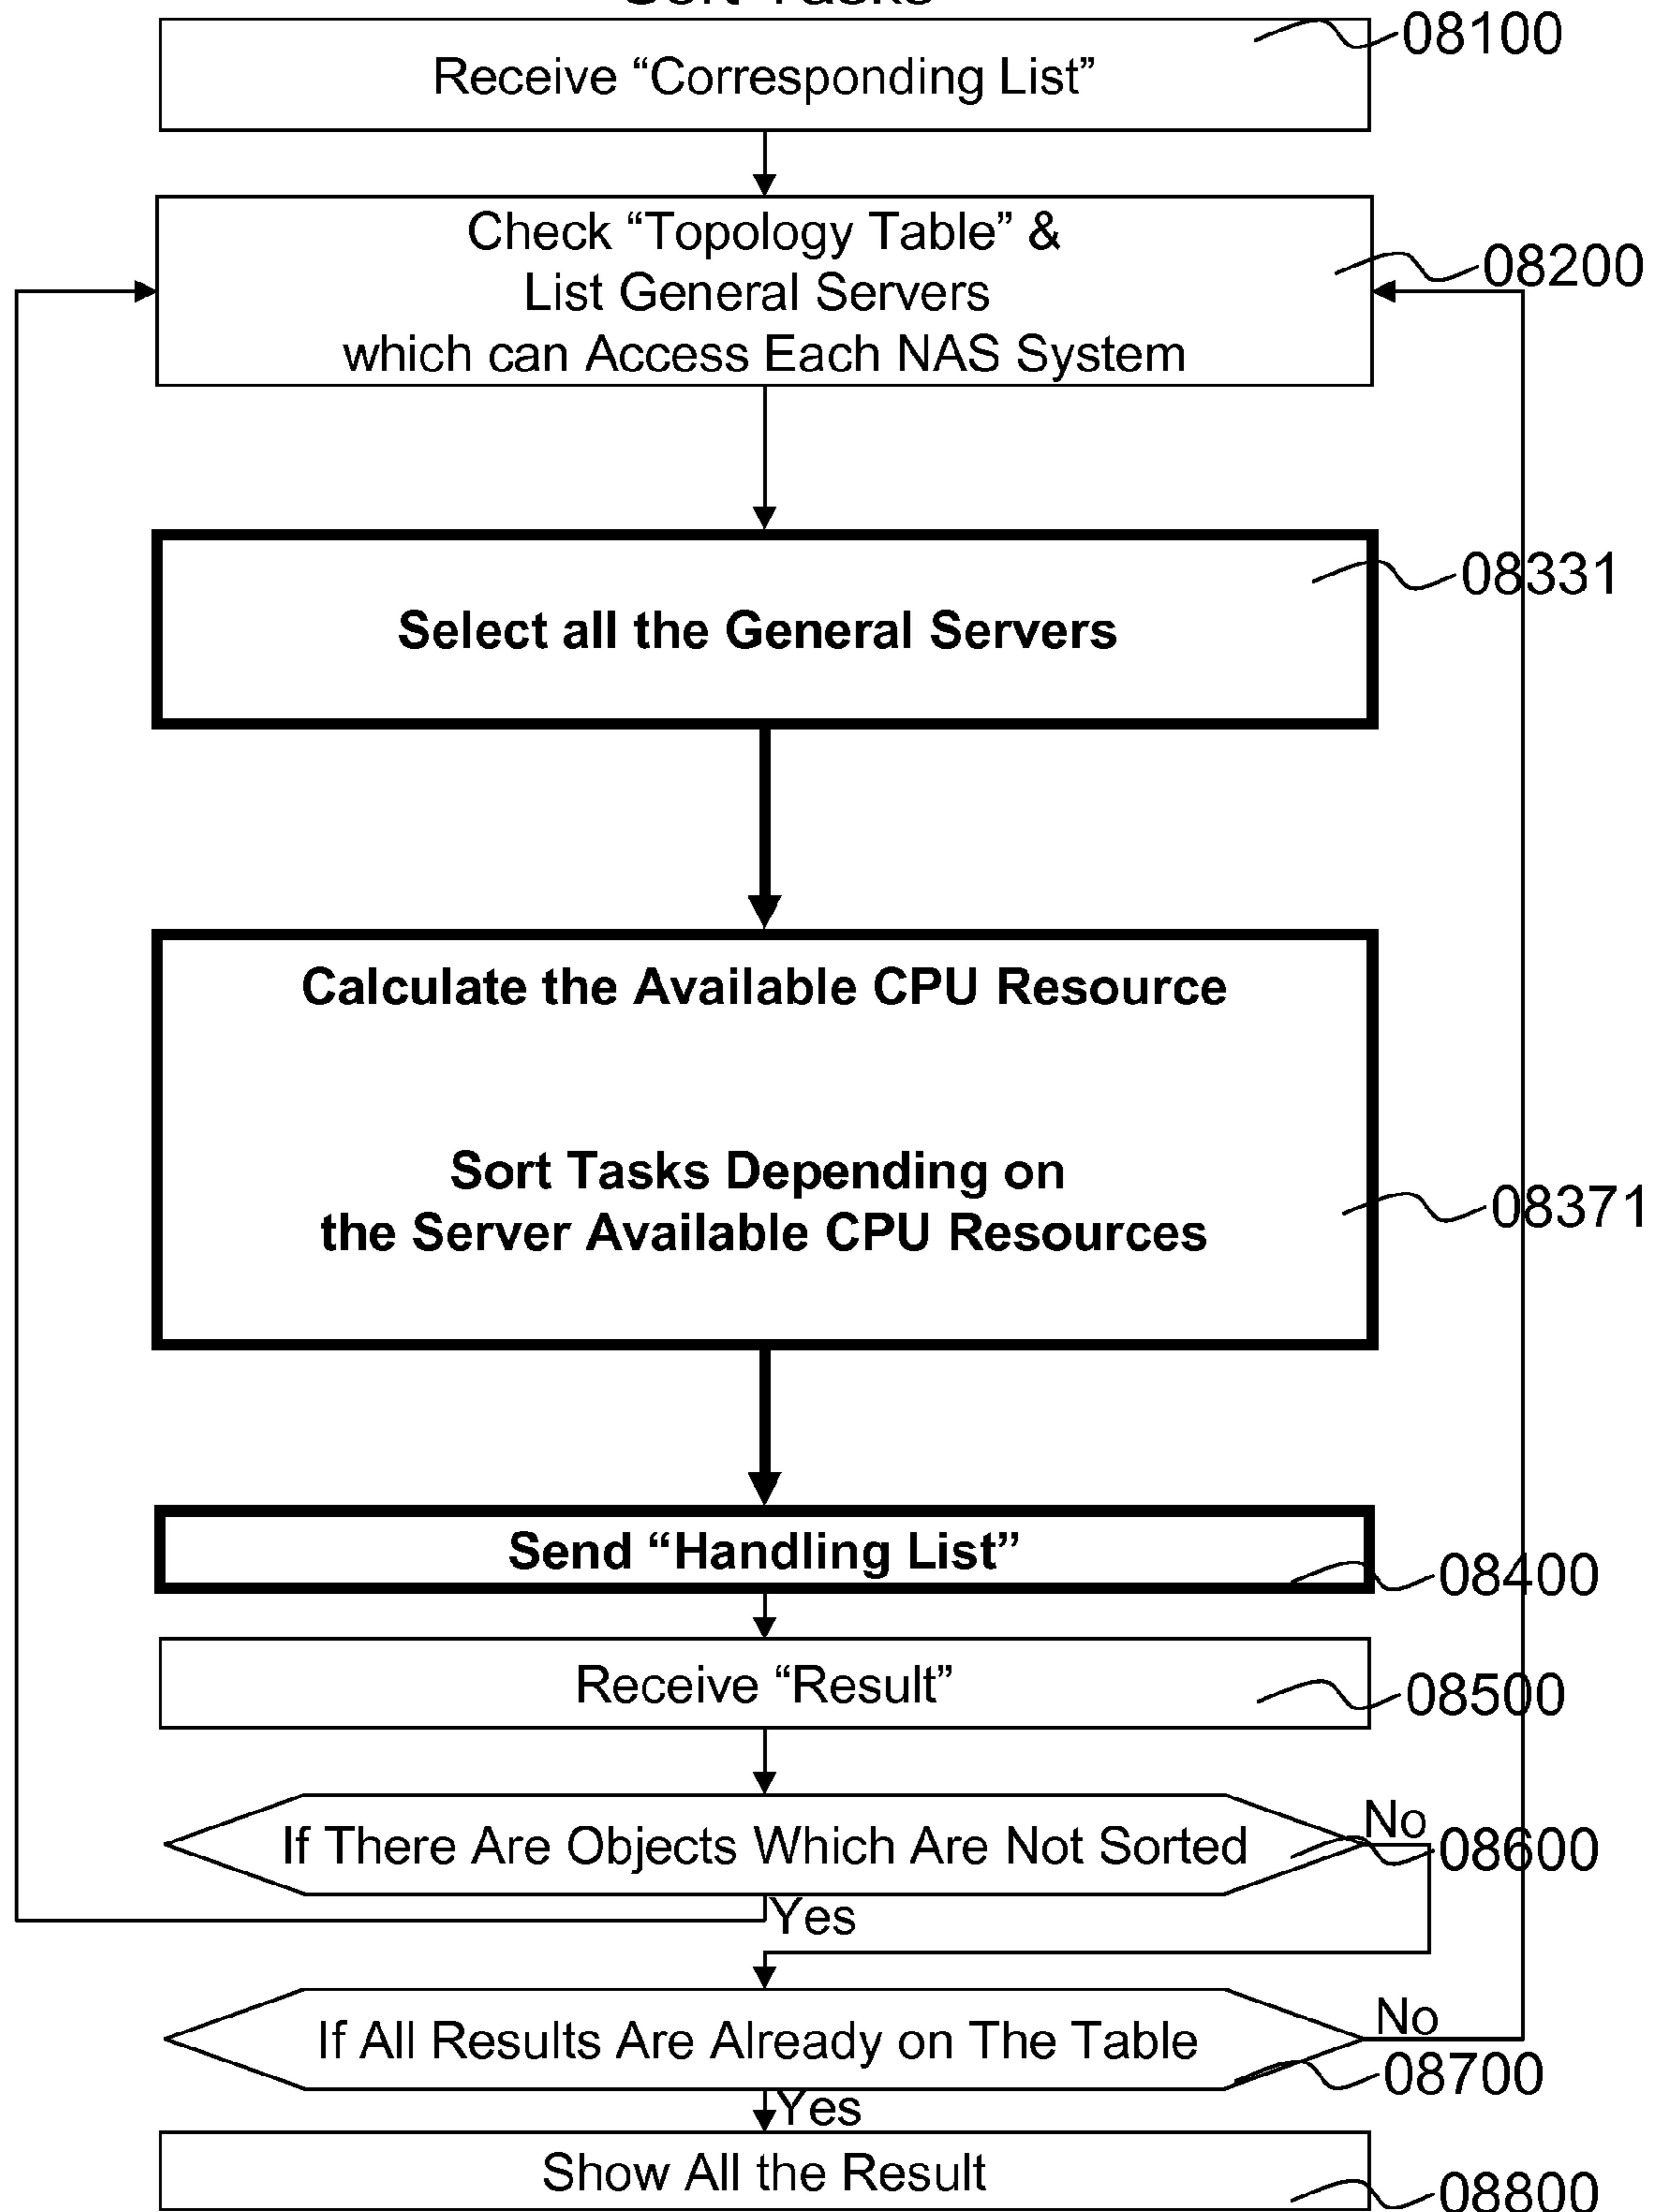 Sort Tasks
08100
Receive “Corresponding List”
Check “Topology Table” &
List General Servers
which can Access Each NAS System
08200
08331
Select all the General Servers
Calculate the Available CPU Resource
Sort Tasks Depending on
the Server Available CPU Resources
08371
Send “Handling List”
08400
Receive “Result”
08500
If There Are Objects Which Are Not Sorted
No
08600
Yes
If All Results Are Already on The Table
No
08700
Yes
Show All the Result
08800